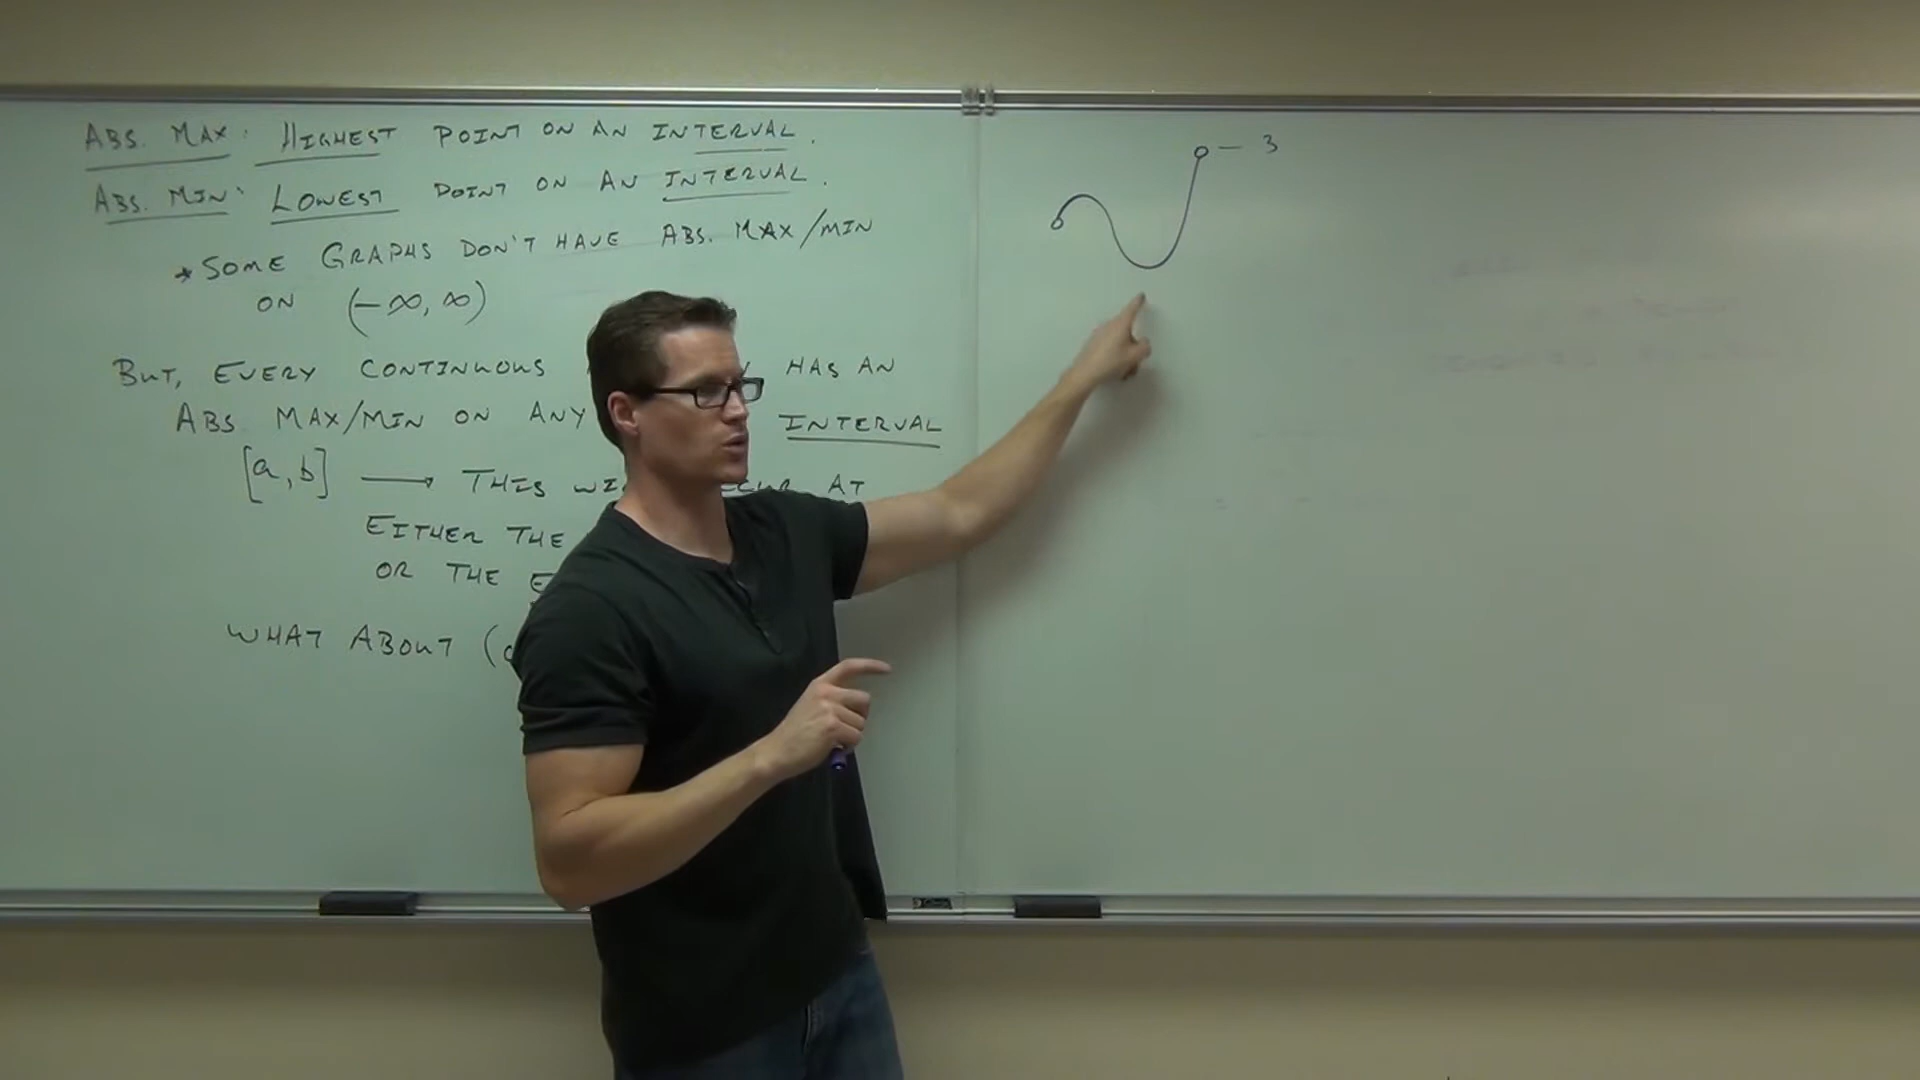 ABS. MAX: HIGHEST POINT ON AN INTERVAL.
ABS. MIN: LOWEST POINT ON AN INTERVAL.
* SOME GRAPHS DON'T HAVE ABS. MAX/MIN
ON (-∞, ∞)
BUT, EVERY CONTINUOUS HAS AN
ABS MAX/MIN ON ANY INTERVAL
[a, b] → THIS AT
EITHER THE
OR THE
WHAT ABOUT (
— 3